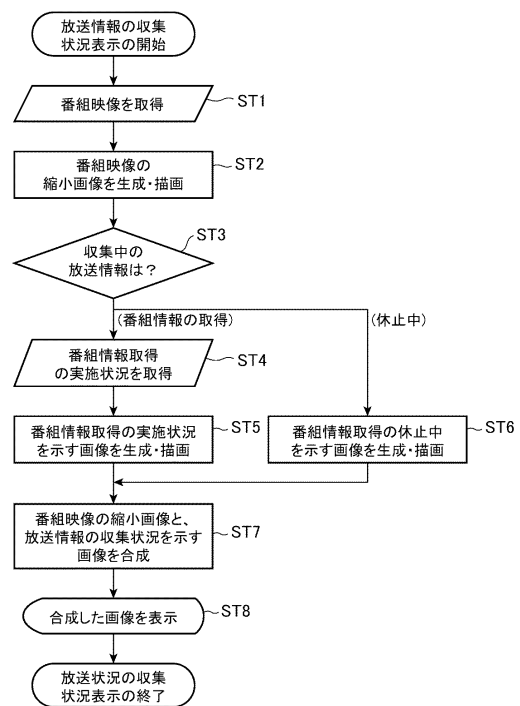 放送情報の収集
状況表示の開始
番組映像を取得
ST1
番組映像の
縮小画像を生成・描画
ST2
収集中の
放送情報は？
ST3
(番組情報の取得)
(休止中)
番組情報取得
の実施状況を取得
ST4
番組情報取得の実施状況
を示す画像を生成・描画
ST5
番組情報取得の休止中
を示す画像を生成・描画
ST6
番組映像の縮小画像と、
放送情報の収集状況を示す
画像を合成
ST7
合成した画像を表示
ST8
放送状況の収集
状況表示の終了